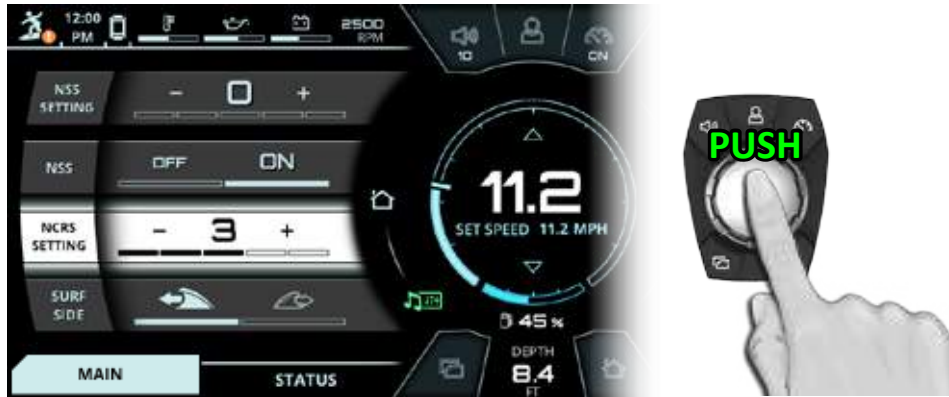 12:00
PM
2500
RPM
10
ON
NSS
SETTING
- 0 +
NSS
OFF ON
NCRS
SETTING
- 3 +
SURF
SIDE
11.2
SET SPEED 11.2 MPH
45 %
DEPTH
8.4
FT
MAIN
STATUS
PUSH